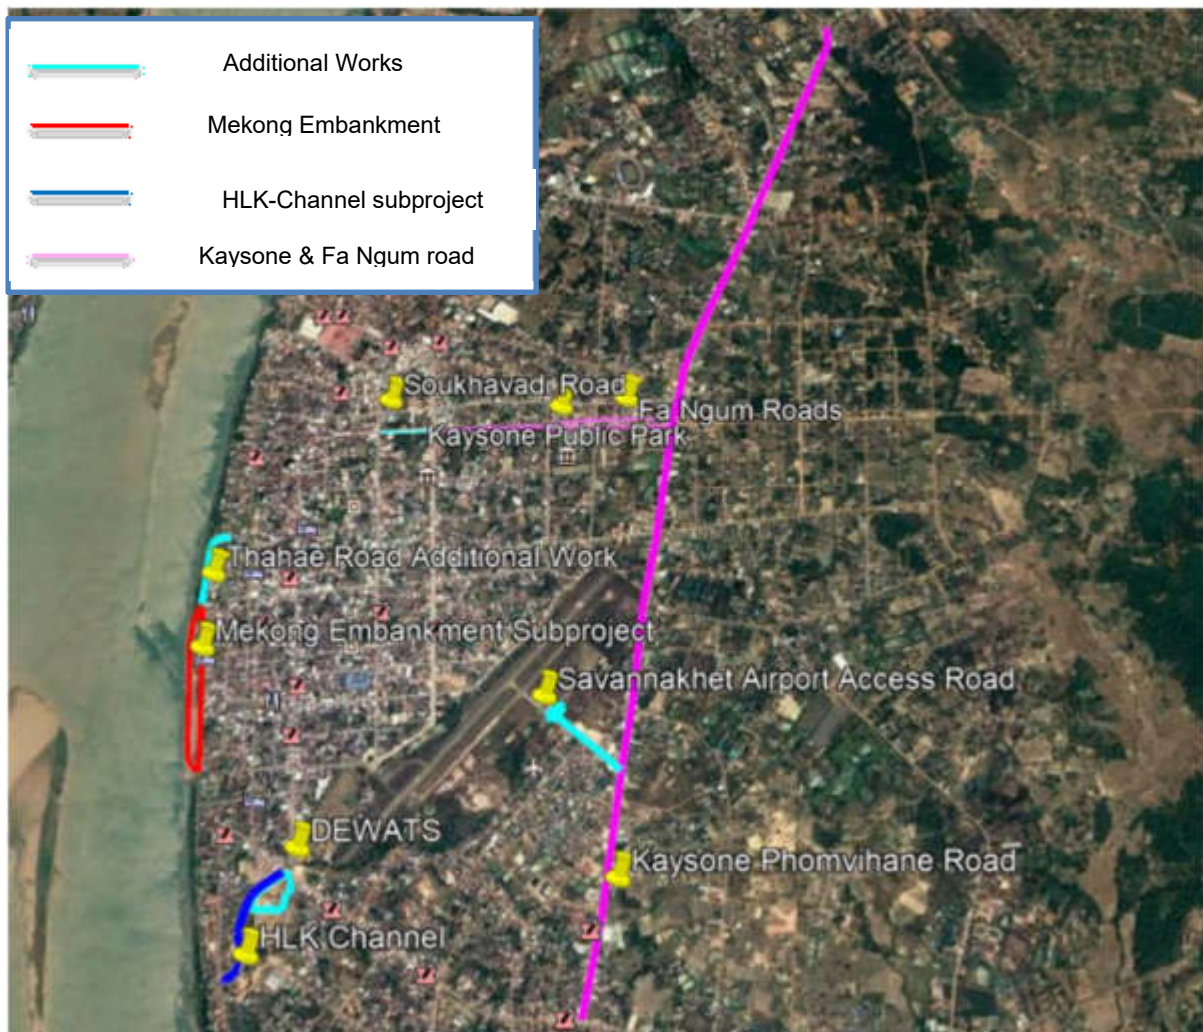 Additional Works
Mekong Embankment
HLK-Channel subproject
Kaysone & Fa Ngum road
Soukhavadi Road
Fa Ngum Roads
Kaysone Public Park
Thahae Road Additional Work
Mekong Embankment Subproject
Savannakhet Airport Access Road
DEWATS
Kaysone Phomvihane Road
HLK Channel